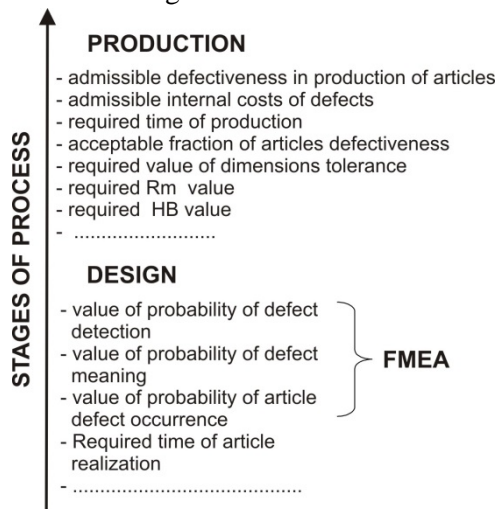 PRODUCTION
- admissible defectiveness in production of articles
- admissible internal costs of defects
- required time of production
- acceptable fraction of articles defectiveness
- required value of dimensions tolerance
- required Rm value
- required HB value
- ............................
STAGES OF PROCESS
DESIGN
- value of probability of defect
detection
- value of probability of defect
meaning
- value of probability of article
defect occurrence
- Required time of article
realization
- ........................................
FMEA